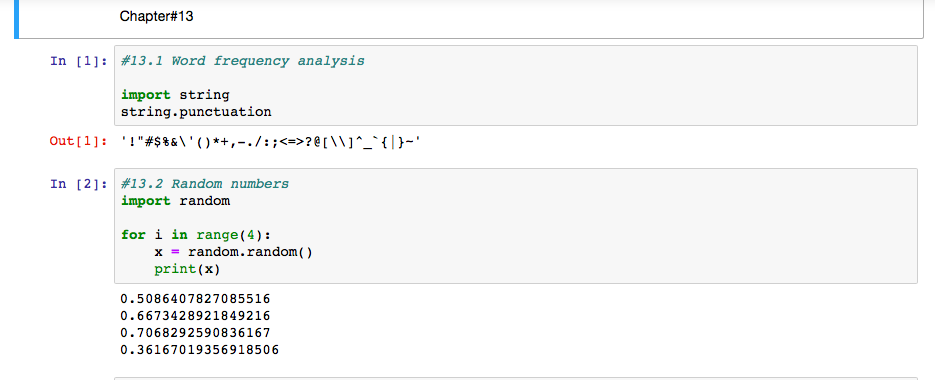 Chapter#13
In [1]: #13.1 Word frequency analysis
import string
string.punctuation
Out[1]: '!"#$%&\'()*+,-./:;<=>?@[\\]^_`{|}~'
In [2]: #13.2 Random numbers
import random
for i in range(4):
    x = random.random()
    print(x)
0.5086407827085516
0.6673428921849216
0.7068292590836167
0.36167019356918506